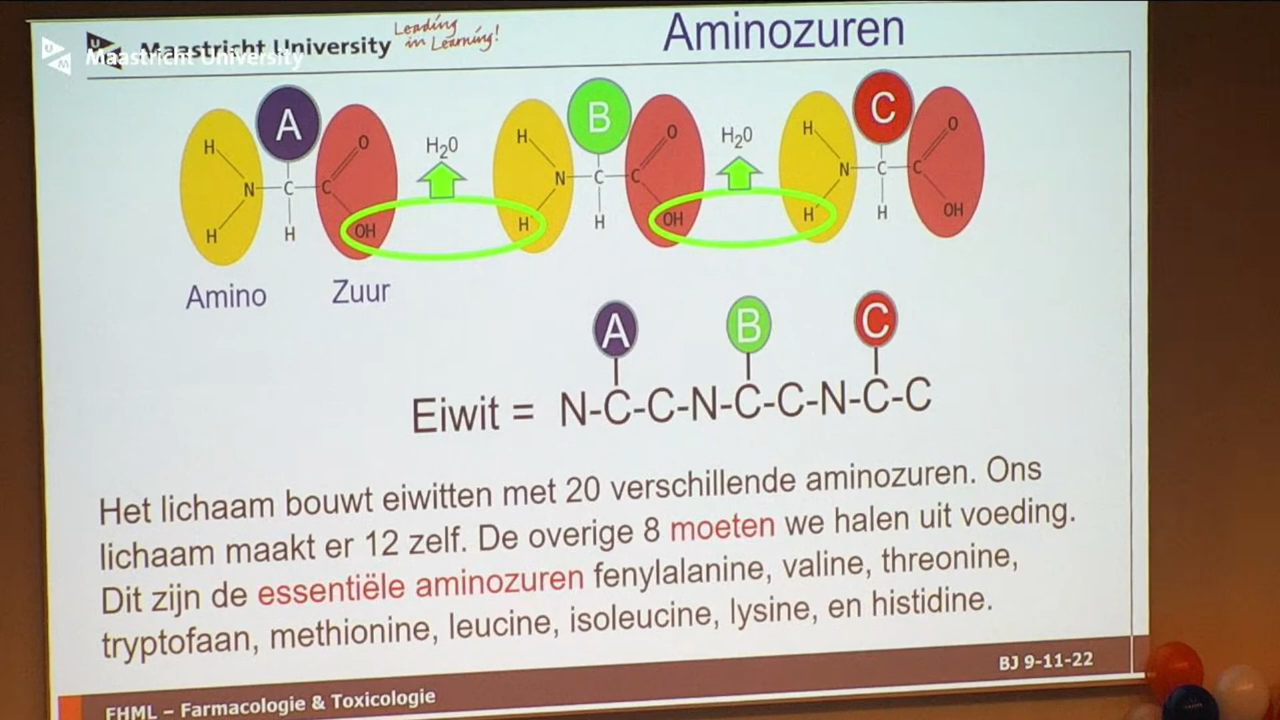 Maastricht University
Leading
in Learning!
Maastricht University
Aminozuren
A
B
C
H
N
H
C
H
C
O
OH
H₂O
H
N
H
C
H
C
O
OH
H₂O
H
N
H
C
H
C
O
OH
Amino
Zuur
A
B
C
Eiwit = N-C-C-N-C-C-N-C-C
Het lichaam bouwt eiwitten met 20 verschillende aminozuren. Ons
lichaam maakt er 12 zelf. De overige 8 moeten we halen uit voeding.
Dit zijn de essentiële aminozuren fenylalanine, valine, threonine,
tryptofaan, methionine, leucine, isoleucine, lysine, en histidine.
BJ 9-11-22
FHML – Farmacologie & Toxicologie